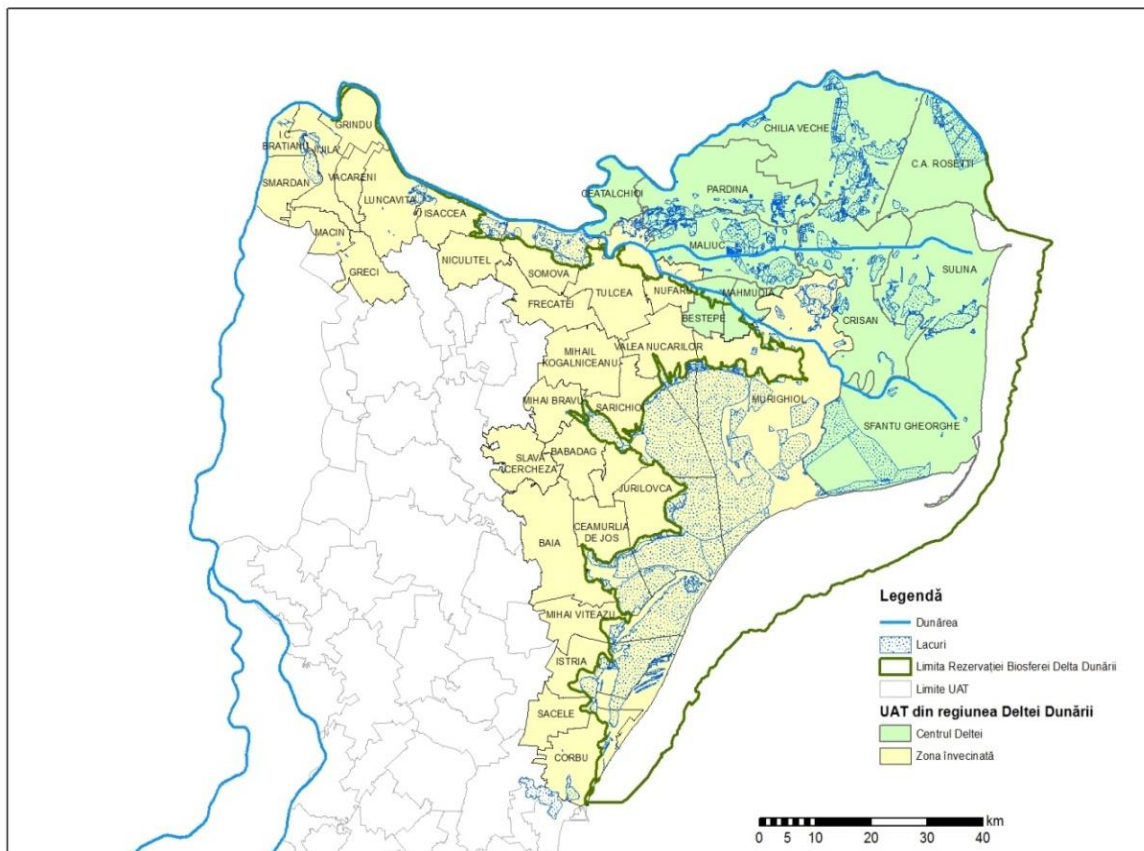 GRINDU
I.C.
BRATIANU
JIJILA
SMARDAN
VACARENI
LUNCAVITA
ISACCEA
MACIN
GRECI
NICULITEL
SOMOVA
FRECATEI
TULCEA
NUFARU
CHILIA VECHE
C.A. ROSETTI
CEATALCHIOI
PARDINA
MALIUC
SULINA
MAHMUDIA
BESTEPE
CRISAN
VALEA NUCARILOR
MIHAIL
KOGALNICEANU
MIHAI BRAVU
SARICHIOI
MURIGHIOL
SFANTU GHEORGHE
SLAVA
CERCHEZA
BABADAG
JURILOVCA
CEAMURLIA
DE JOS
BAIA
MIHAI VITEAZU
ISTRIA
SACELE
CORBU
Legendă
Dunărea
Lacuri
Limita Rezervației Biosferei Delta Dunării
Limite UAT
UAT din regiunea Deltei Dunării
Centrul Deltei
Zona învecinată
km
0 5 10 20 30 40